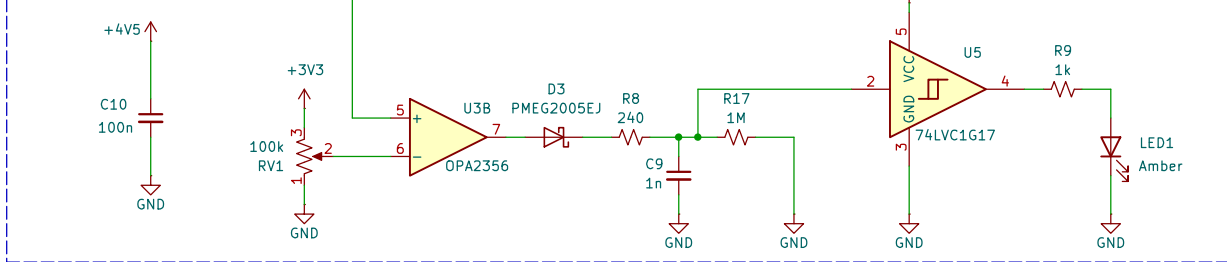 +4V5
C10
100n
GND
+3V3
3
100k
RV1
2
1
GND
5
+
6
−
U3B
7
OPA2356
D3
PMEG2005EJ
R8
240
C9
1n
GND
R17
1M
GND
5
U5
2
VCC
GND
4
74LVC1G17
3
GND
R9
1k
LED1
Amber
GND